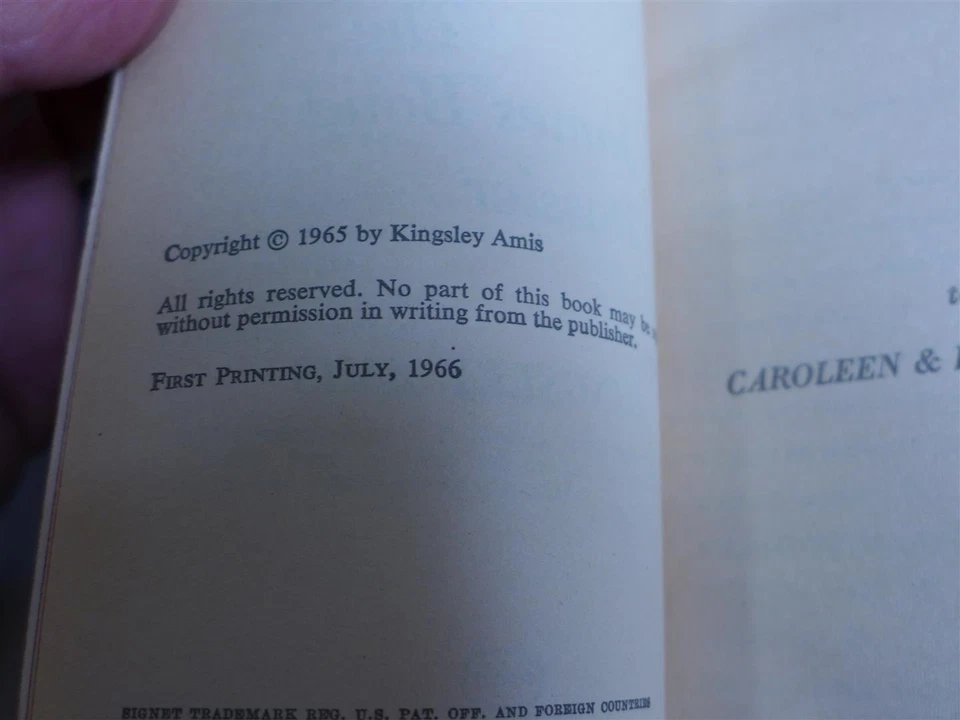 Copyright © 1965 by Kingsley Amis
All rights reserved. No part of this book may be
without permission in writing from the publisher.
FIRST PRINTING, JULY, 1966
SIGNET TRADEMARK REG. U.S. PAT. OFF. AND FOREIGN COUNTRIES
CAROLEEN &